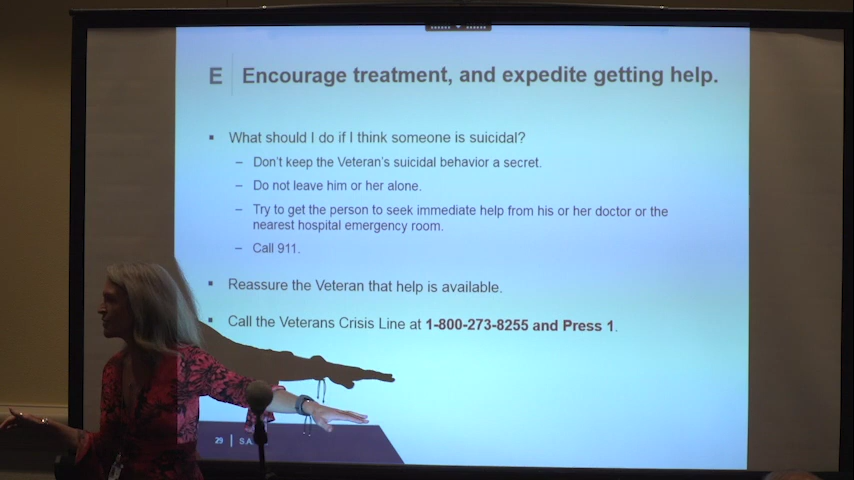 E Encourage treatment, and expedite getting help.
▪ What should I do if I think someone is suicidal?
– Don't keep the Veteran's suicidal behavior a secret.
– Do not leave him or her alone.
– Try to get the person to seek immediate help from his or her doctor or the
nearest hospital emergency room.
– Call 911.
▪ Reassure the Veteran that help is available.
▪ Call the Veterans Crisis Line at 1-800-273-8255 and Press 1.
29 | S.A.